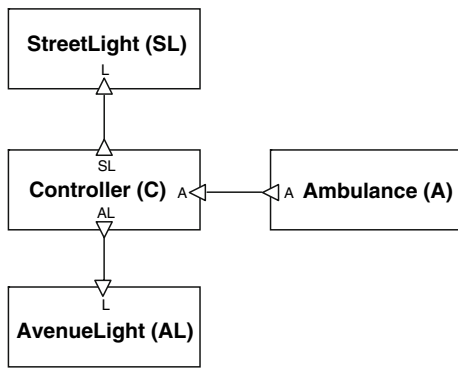 StreetLight (SL)
L
SL
Controller (C)
A
A
Ambulance (A)
AL
L
AvenueLight (AL)